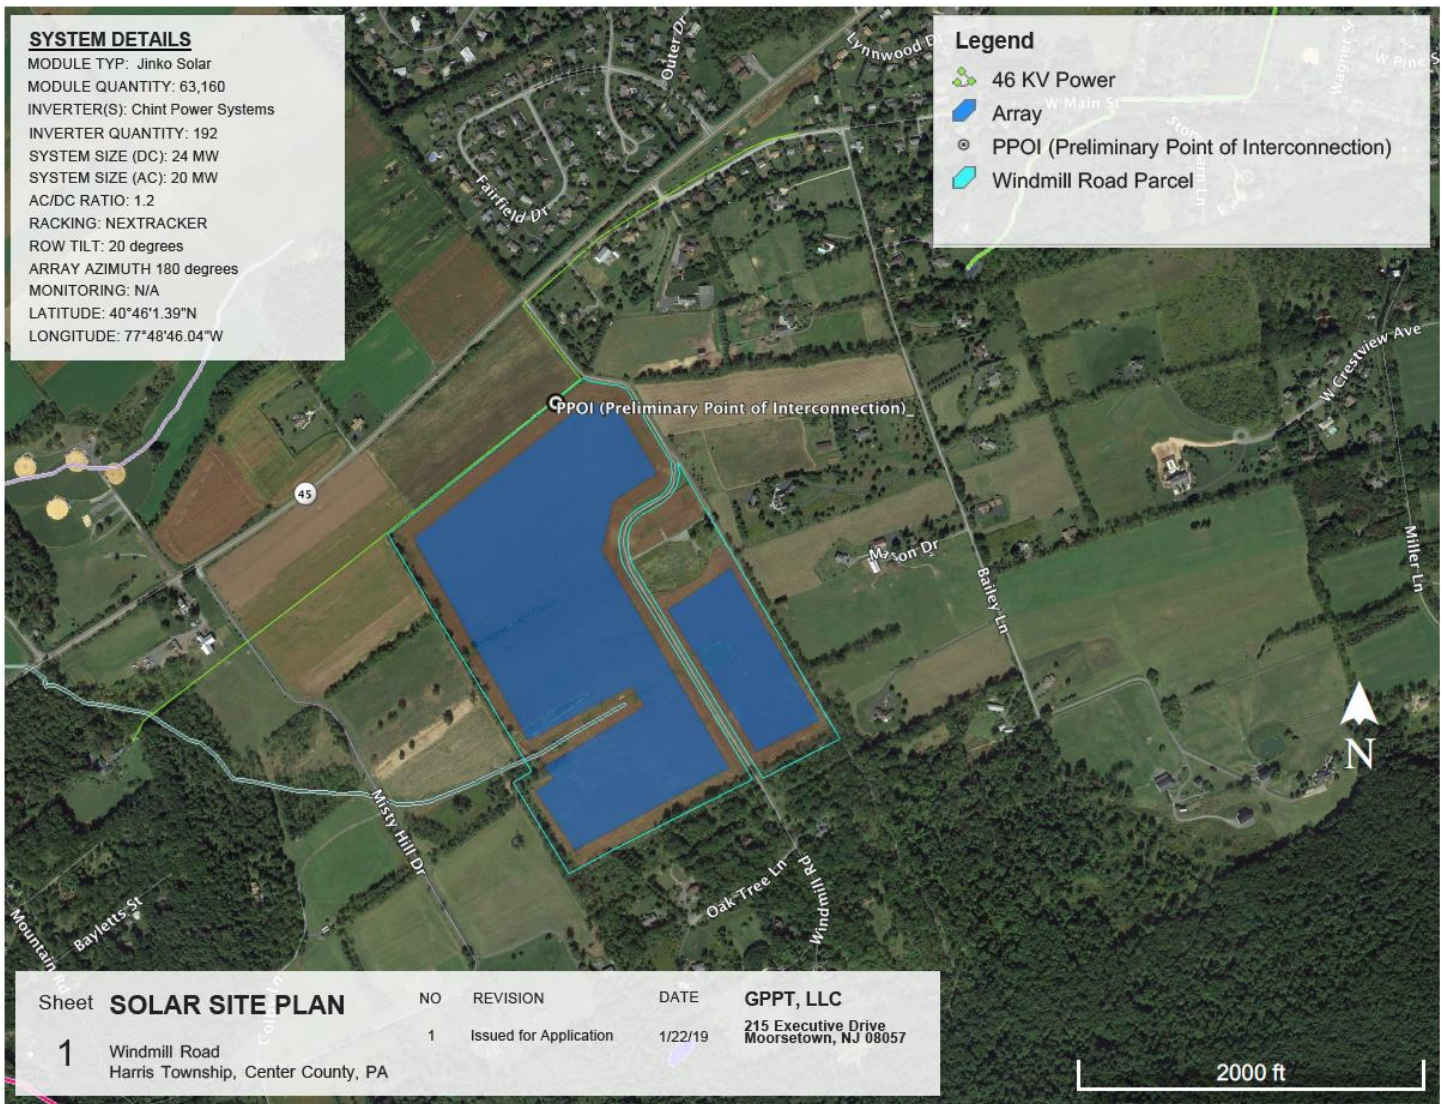 SYSTEM DETAILS
MODULE TYP: Jinko Solar
MODULE QUANTITY: 63,160
INVERTER(S): Chint Power Systems
INVERTER QUANTITY: 192
SYSTEM SIZE (DC): 24 MW
SYSTEM SIZE (AC): 20 MW
AC/DC RATIO: 1.2
RACKING: NEXTRACKER
ROW TILT: 20 degrees
ARRAY AZIMUTH 180 degrees
MONITORING: N/A
LATITUDE: 40°46'1.39"N
LONGITUDE: 77°48'46.04"W
Legend
46 KV Power
Array
PPOI (Preliminary Point of Interconnection)
Windmill Road Parcel
Outer Dr
Lynnwood Dr
W Main St
Wagner St
W Pine S
Fairfield Dr
W Crestview Ave
PPOI (Preliminary Point of Interconnection)_
45
Mason Dr
Bailey Ln
Miller Ln
N
Misty Hill Dr
Oak Tree Ln
Windmill Rd
Bayletts St
Mountain Rd
Sheet
1
SOLAR SITE PLAN
Windmill Road
Harris Township, Center County, PA
NO REVISION DATE
1 Issued for Application 1/22/19
GPPT, LLC
215 Executive Drive
Moorsetown, NJ 08057
2000 ft